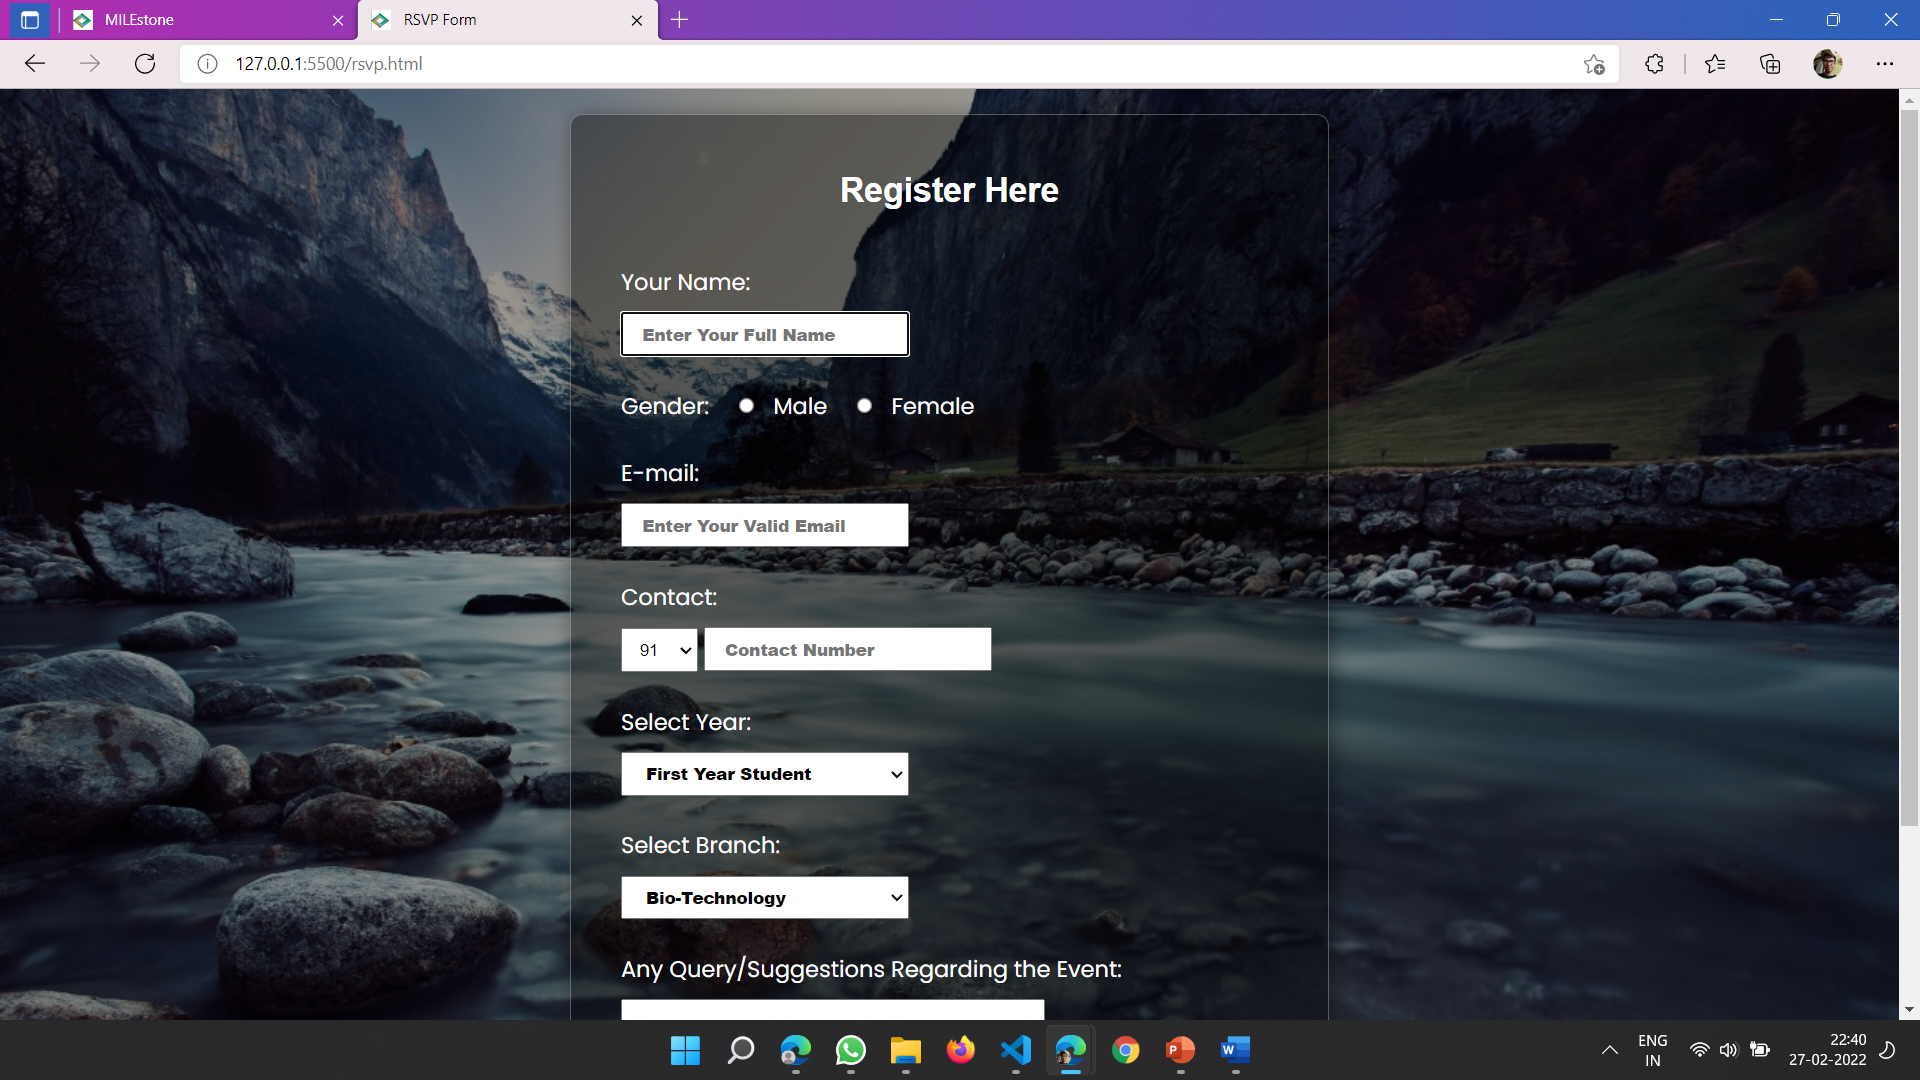 MILEstone
RSVP Form
127.0.0.1:5500/rsvp.html
Register Here
Your Name:
Enter Your Full Name
Gender: Male Female
E-mail:
Enter Your Valid Email
Contact:
91 Contact Number
Select Year:
First Year Student
Select Branch:
Bio-Technology
Any Query/Suggestions Regarding the Event:
P
W
ENG
IN
22:40
27-02-2022